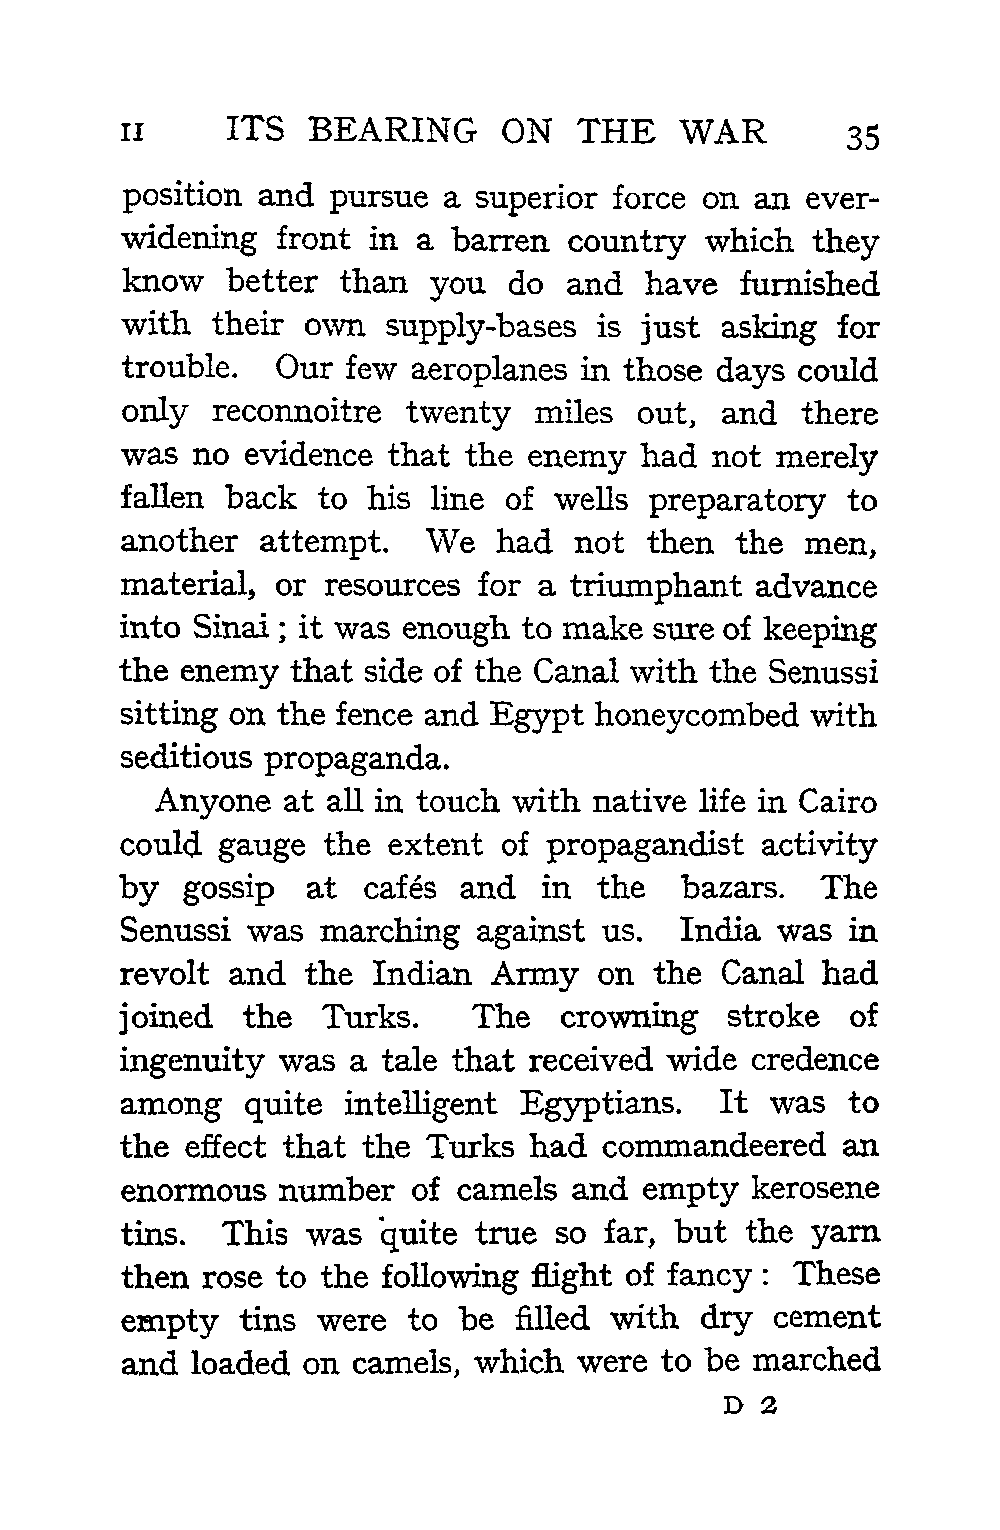 II ITS BEARING ON THE WAR 35
position and pursue a superior force on an ever-
widening front in a barren country which they
know better than you do and have furnished
with their own supply-bases is just asking for
trouble. Our few aeroplanes in those days could
only reconnoitre twenty miles out, and there
was no evidence that the enemy had not merely
fallen back to his line of wells preparatory to
another attempt. We had not then the men,
material, or resources for a triumphant advance
into Sinai ; it was enough to make sure of keeping
the enemy that side of the Canal with the Senussi
sitting on the fence and Egypt honeycombed with
seditious propaganda.
Anyone at all in touch with native life in Cairo
could gauge the extent of propagandist activity
by gossip at cafés and in the bazars. The
Senussi was marching against us. India was in
revolt and the Indian Army on the Canal had
joined the Turks. The crowning stroke of
ingenuity was a tale that received wide credence
among quite intelligent Egyptians. It was to
the effect that the Turks had commandeered an
enormous number of camels and empty kerosene
tins. This was quite true so far, but the yarn
then rose to the following flight of fancy : These
empty tins were to be filled with dry cement
and loaded on camels, which were to be marched
D 2